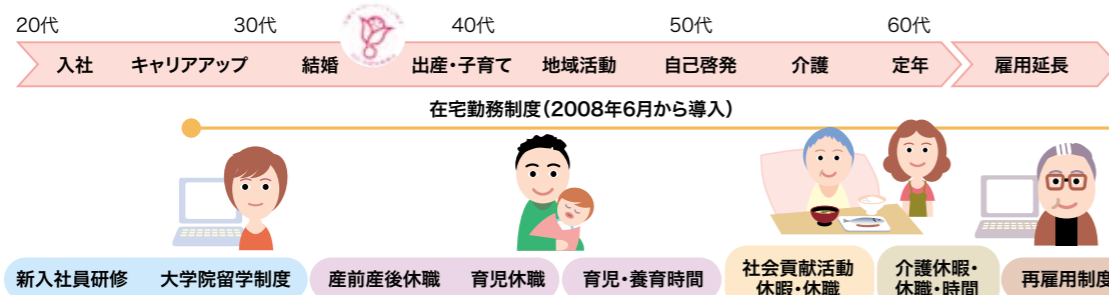 20代 30代 40代 50代 60代
入社 キャリアアップ 結婚 出産・子育て 地域活動 自己啓発 介護 定年 雇用延長
在宅勤務制度（2008年6月から導入）
新入社員研修 大学院留学制度 産前産後休職 育児休職 育児・養育時間 社会貢献活動
休暇・休職 介護休暇・
休職・時間 再雇用制度